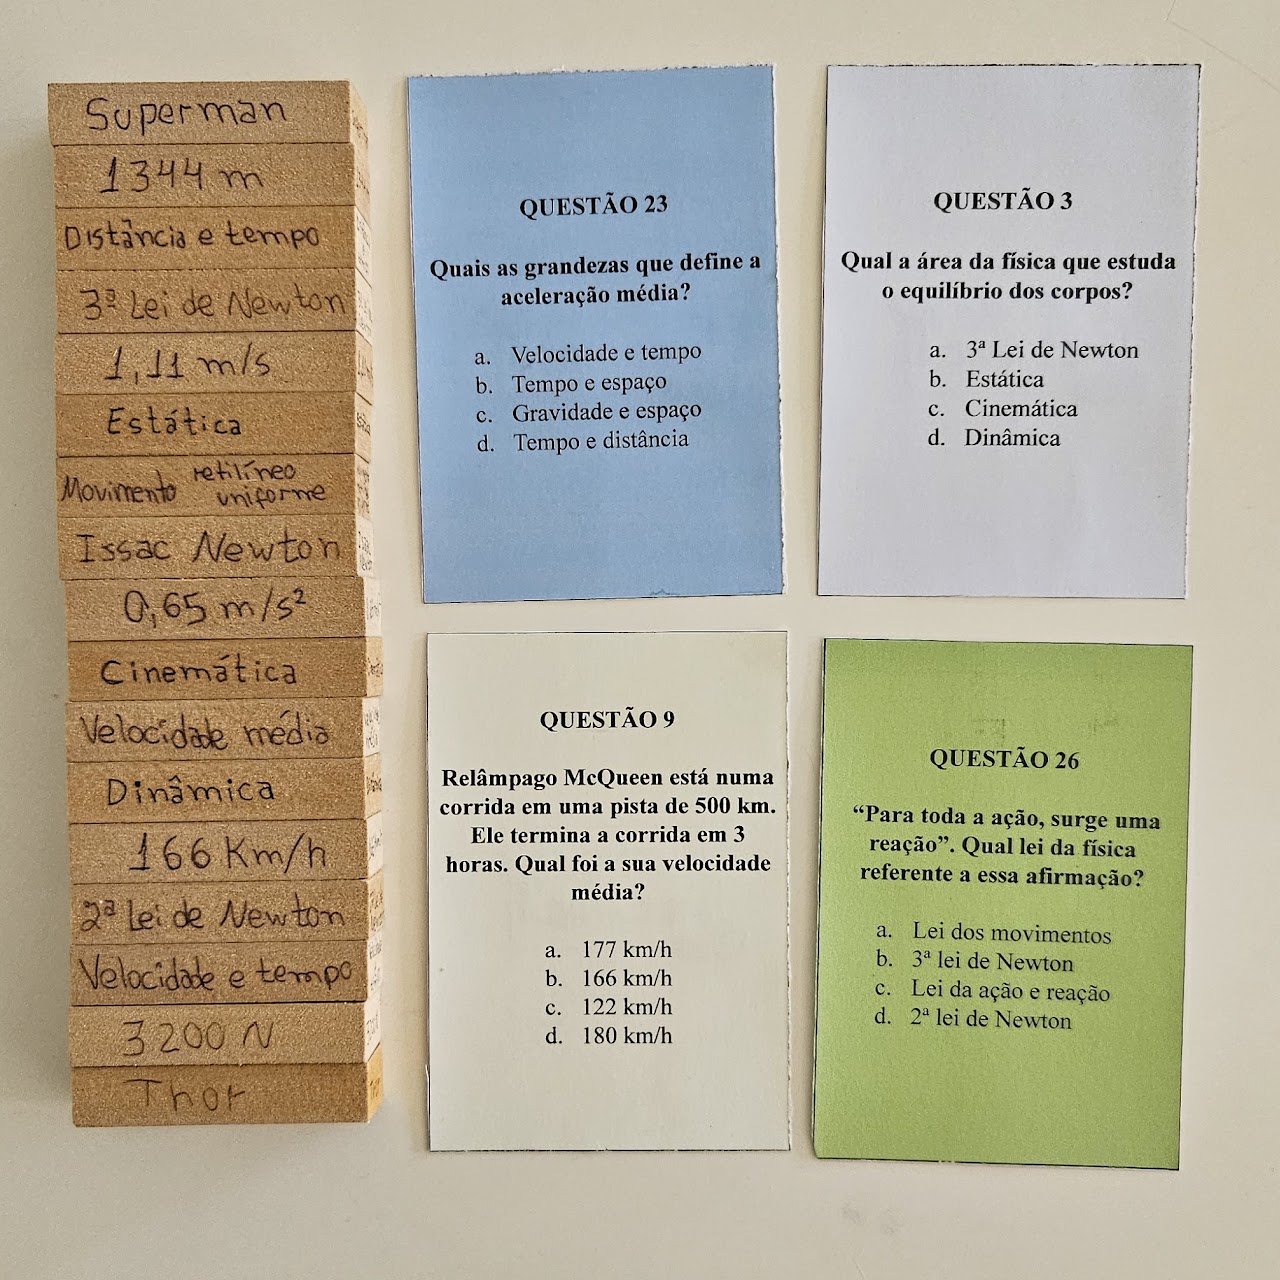 Superman
1344 m
Distância e tempo
3ª Lei de Newton
1,11 m/s
Estática
Movimento retilíneo
uniforme
Issac Newton
0,65 m/s²
Cinemática
Velocidade média
Dinâmica
166 Km/h
2ª Lei de Newton
Velocidade e tempo
3200 N
Thor
QUESTÃO 23
Quais as grandezas que define a
aceleração média?
a. Velocidade e tempo
b. Tempo e espaço
c. Gravidade e espaço
d. Tempo e distância
QUESTÃO 3
Qual a área da física que estuda
o equilíbrio dos corpos?
a. 3ª Lei de Newton
b. Estática
c. Cinemática
d. Dinâmica
QUESTÃO 9
Relâmpago McQueen está numa
corrida em uma pista de 500 km.
Ele termina a corrida em 3
horas. Qual foi a sua velocidade
média?
a. 177 km/h
b. 166 km/h
c. 122 km/h
d. 180 km/h
QUESTÃO 26
“Para toda a ação, surge uma
reação”. Qual lei da física
referente a essa afirmação?
a. Lei dos movimentos
b. 3ª lei de Newton
c. Lei da ação e reação
d. 2ª lei de Newton